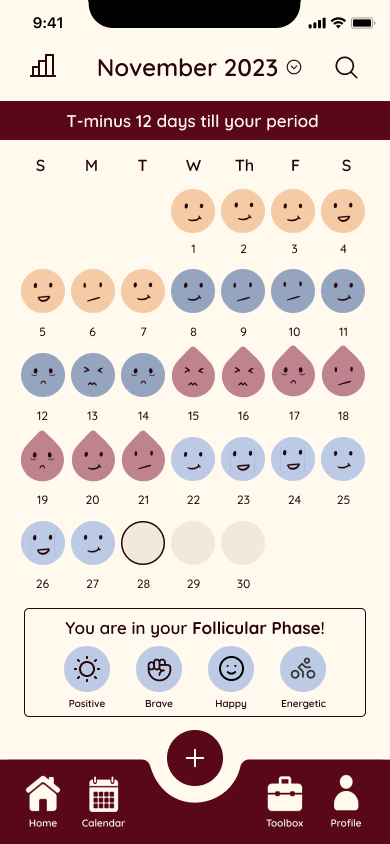 9:41
November 2023
T-minus 12 days till your period
S M T W Th F S
1 2 3 4
5 6 7 8 9 10 11
12 13 14 15 16 17 18
19 20 21 22 23 24 25
26 27 28 29 30
You are in your Follicular Phase!
Positive Brave Happy Energetic
Home Calendar Toolbox Profile